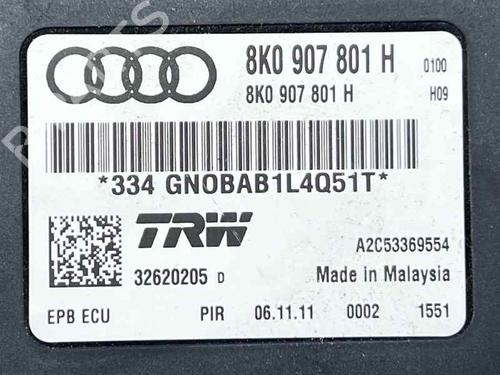 8K0 907 801 H 0100
8K0 907 801 H H09
*334 GN0BAB1L4Q51T*
TRW
A2C53369554
32620205 D Made in Malaysia
EPB ECU PIR 06.11.11 0002 1551